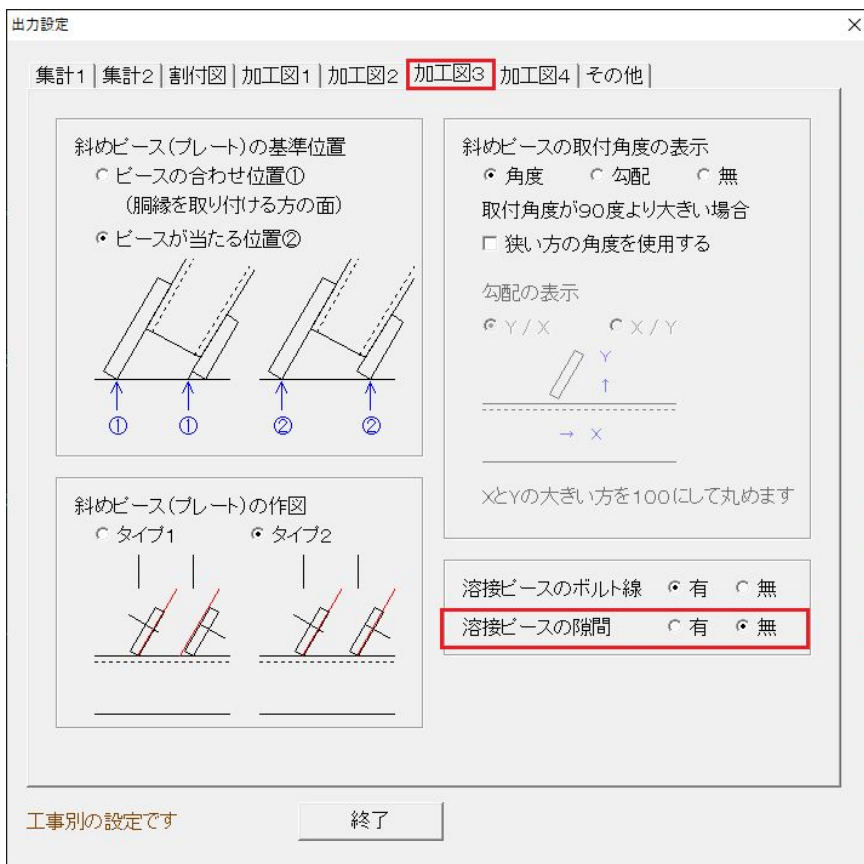 出力設定
集計1 集計2 割付図 加工図1 加工図2 加工図3 加工図4 その他
斜めピース(プレート)の基準位置
ピースの合わせ位置①
(胴縁を取り付ける方の面)
ピースが当たる位置②
① ① ② ②
斜めピース(プレート)の作図
タイプ1 タイプ2
斜めピースの取付角度の表示
角度 勾配 無
取付角度が90度より大きい場合
狭い方の角度を使用する
勾配の表示
Y/X X/Y
Y
↑
→ X
XとYの大きい方を100にして丸めます
溶接ピースのボルト線 有 無
溶接ピースの隙間 有 無
工事別の設定です
終了